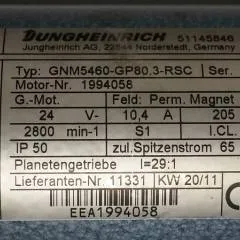 JUNGHEINRICH 51145846
Jungheinrich AG, 22844 Norderstedt, Germany
Typ: GNM5460-GP80.3-RSC Ser.
Motor-Nr. 1994058
G.-Mot. Feld: Perm. Magnet
24 V- 10,4 A 205
2800 min-1 S1 I.CL.
IP 50 zul.Spitzenstrom 65
Planetengetriebe I=29:1
Lieferanten-Nr. 11331 KW 20/11
EEA1994058